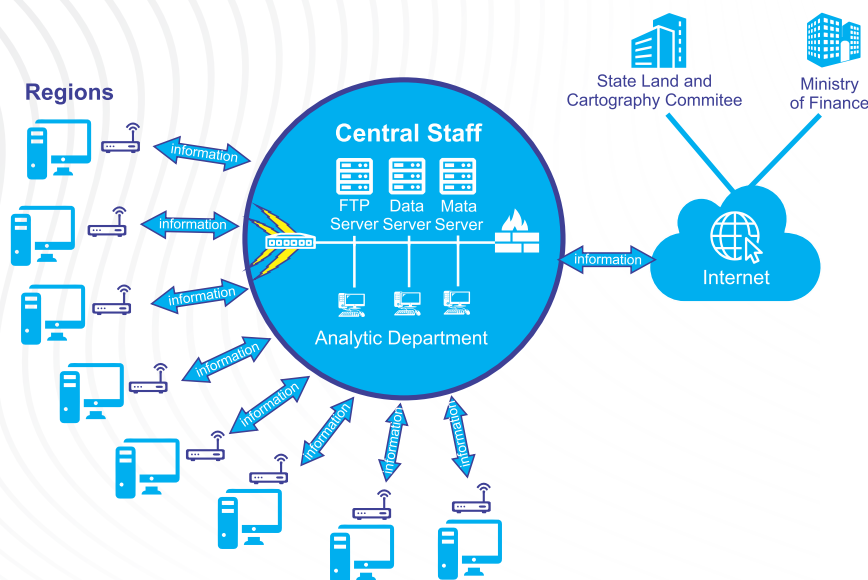 Regions
State Land and
Cartography Commitee
Ministry
of Finance
Central Staff
FTP
Server
Data
Server
Mata
Server
Analytic Department
Internet
information
information
information
information
information
information
information
information
information